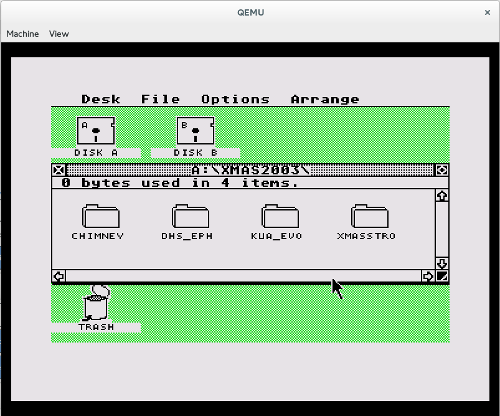 QEMU
Machine View
Desk File Options Arrange
A B
DISK A DISK B
A:\XMAS2003\
0 bytes used in 4 items.
CHIMNEV DHS_EPH KUA_EVO XMASSTRO
TRASH